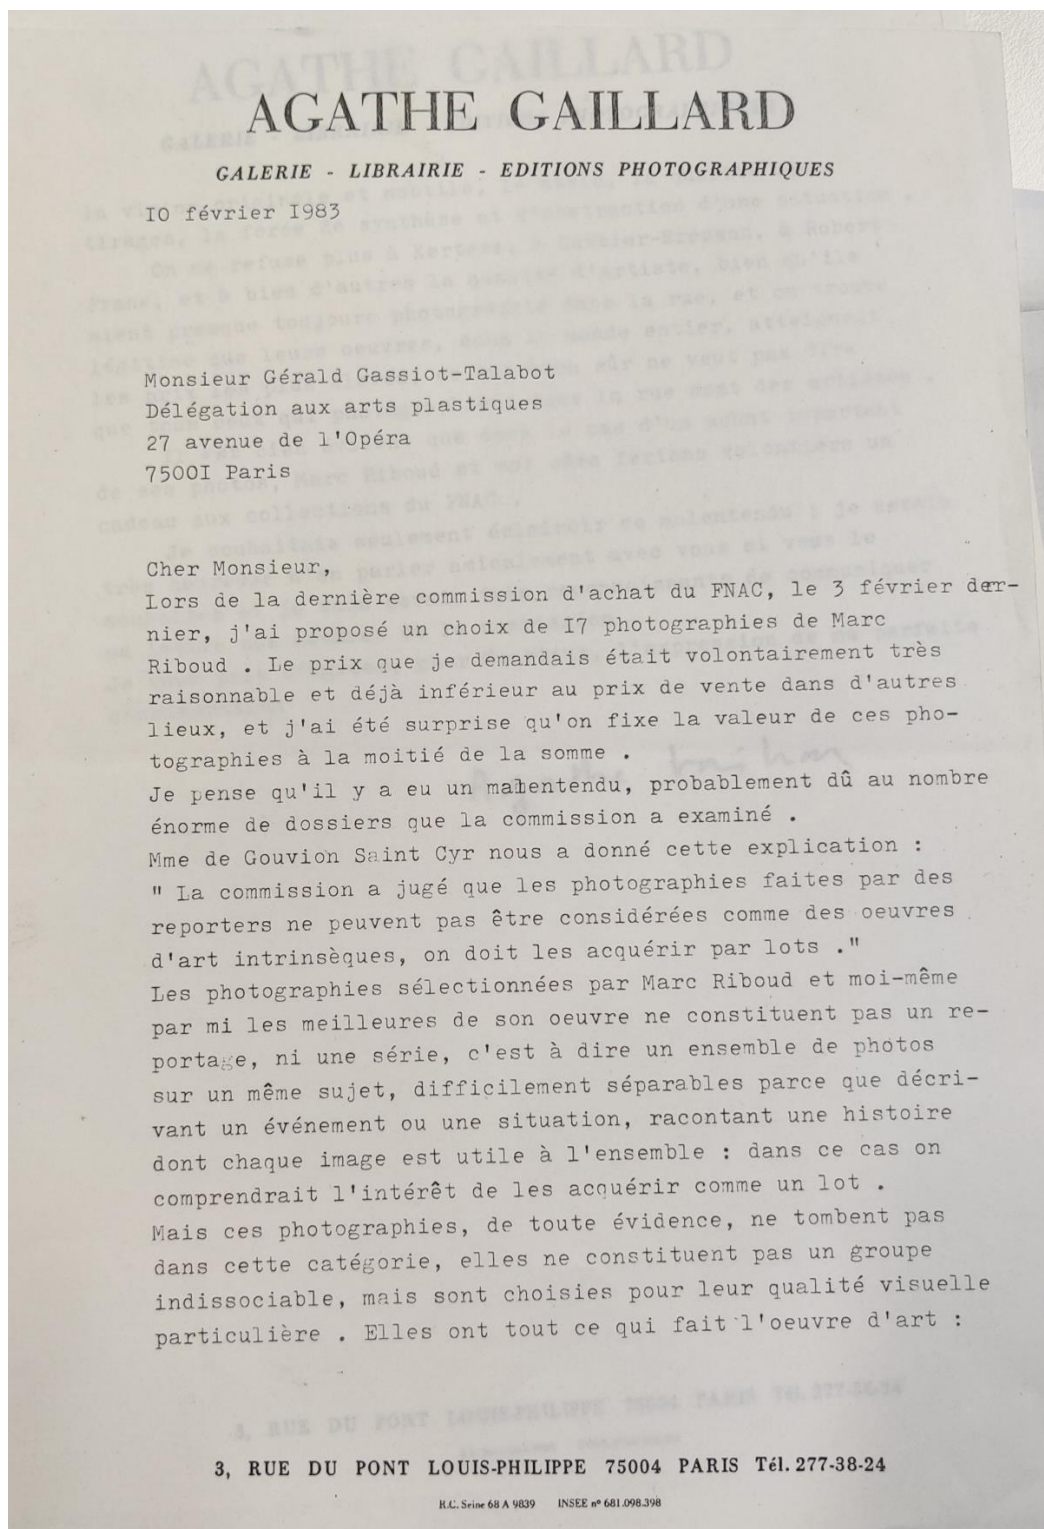 AGATHE GAILLARD
GALERIE - LIBRAIRIE - EDITIONS PHOTOGRAPHIQUES
IO février I983
Monsieur Gérald Gassiot-Talabot
Délégation aux arts plastiques
27 avenue de l'Opéra
7500I Paris
Cher Monsieur,
Lors de la dernière commission d'achat du FNAC, le 3 février der-
nier, j'ai proposé un choix de I7 photographies de Marc
Riboud . Le prix que je demandais était volontairement très
raisonnable et déjà inférieur au prix de vente dans d'autres
lieux, et j'ai été surprise qu'on fixe la valeur de ces pho-
tographies à la moitié de la somme .
Je pense qu'il y a eu un malentendu, probablement dû au nombre
énorme de dossiers que la commission a examiné .
Mme de Gouvion Saint Cyr nous a donné cette explication :
" La commission a jugé que les photographies faites par des
reporters ne peuvent pas être considérées comme des oeuvres
d'art intrinsèques, on doit les acquérir par lots ."
Les photographies sélectionnées par Marc Riboud et moi-même
par mi les meilleures de son oeuvre ne constituent pas un re-
portage, ni une série, c'est à dire un ensemble de photos
sur un même sujet, difficilement séparables parce que décri-
vant un événement ou une situation, racontant une histoire
dont chaque image est utile à l'ensemble : dans ce cas on
comprendrait l'intérêt de les acquérir comme un lot .
Mais ces photographies, de toute évidence, ne tombent pas
dans cette catégorie, elles ne constituent pas un groupe
indissociable, mais sont choisies pour leur qualité visuelle
particulière . Elles ont tout ce qui fait l'oeuvre d'art :
3, RUE DU PONT LOUIS-PHILIPPE 75004 PARIS Tél. 277-38-24
R.C. Seine 68 A 9839 INSEE nº 681.098.398